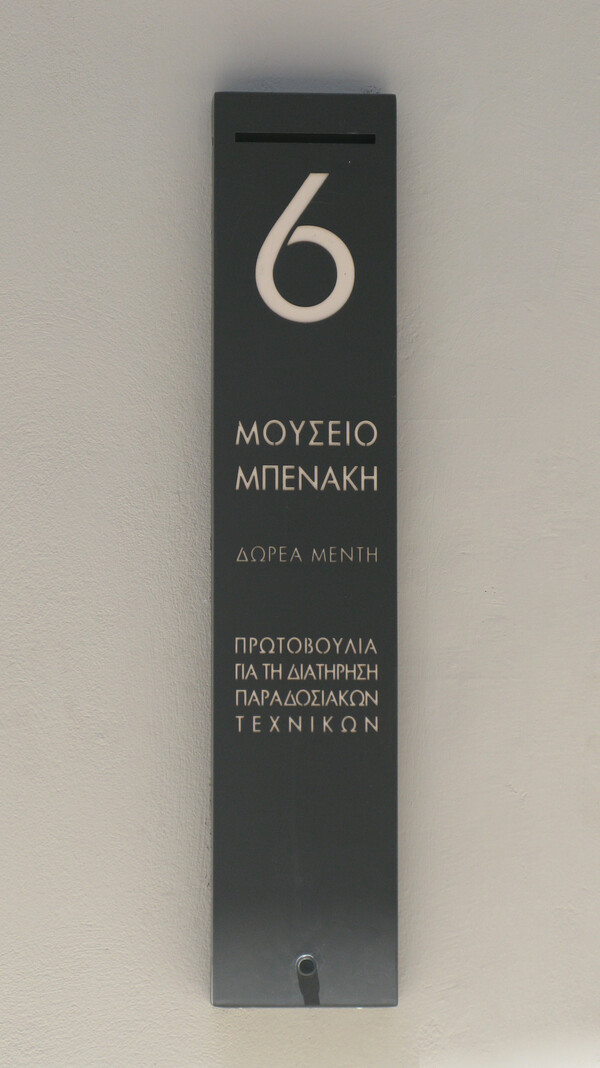 6
ΜΟΥΣΕΙΟ
ΜΠΕΝΑΚΗ
ΔΩΡΕΑ ΜΕΝΤΗ
ΠΡΩΤΟΒΟΥΛΙΑ
ΓΙΑ ΤΗ ΔΙΑΤΗΡΗΣΗ
ΠΑΡΑΔΟΣΙΑΚΩΝ
ΤΕΧΝΙΚΩΝ